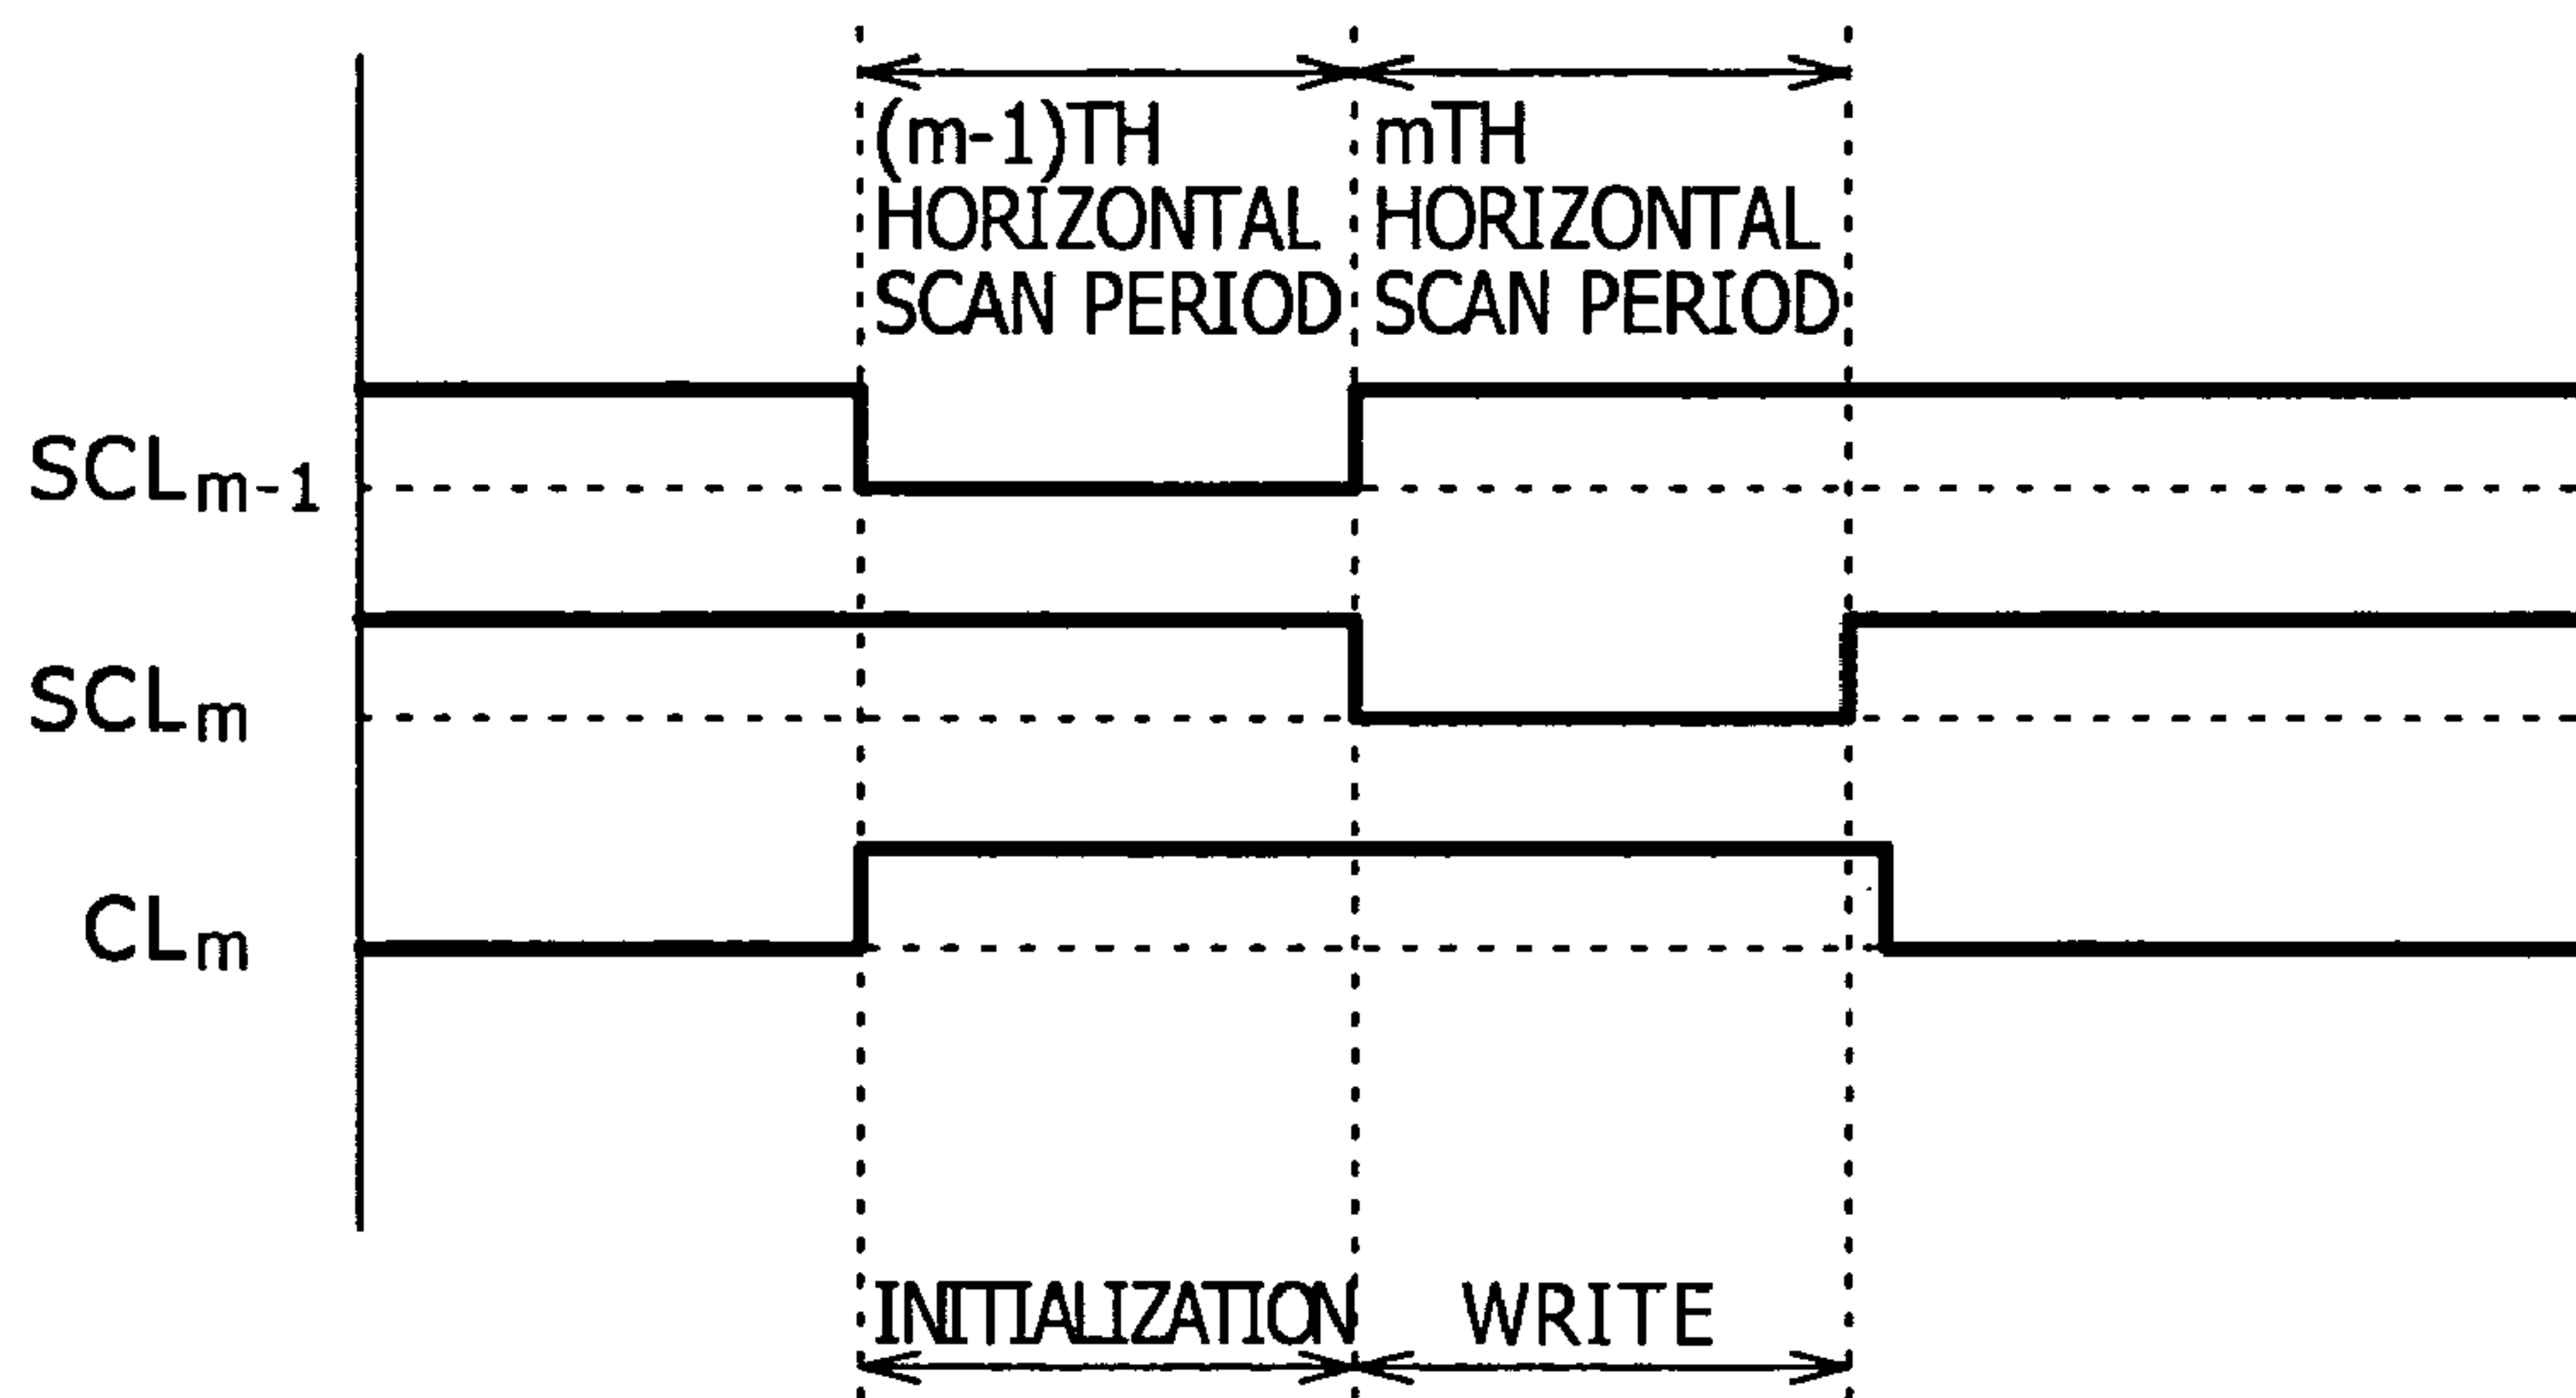 (m-1)TH
HORIZONTAL
SCAN PERIOD
mTH
HORIZONTAL
SCAN PERIOD
SCLm-1
SCLm
CLm
INITIALIZATION
WRITE